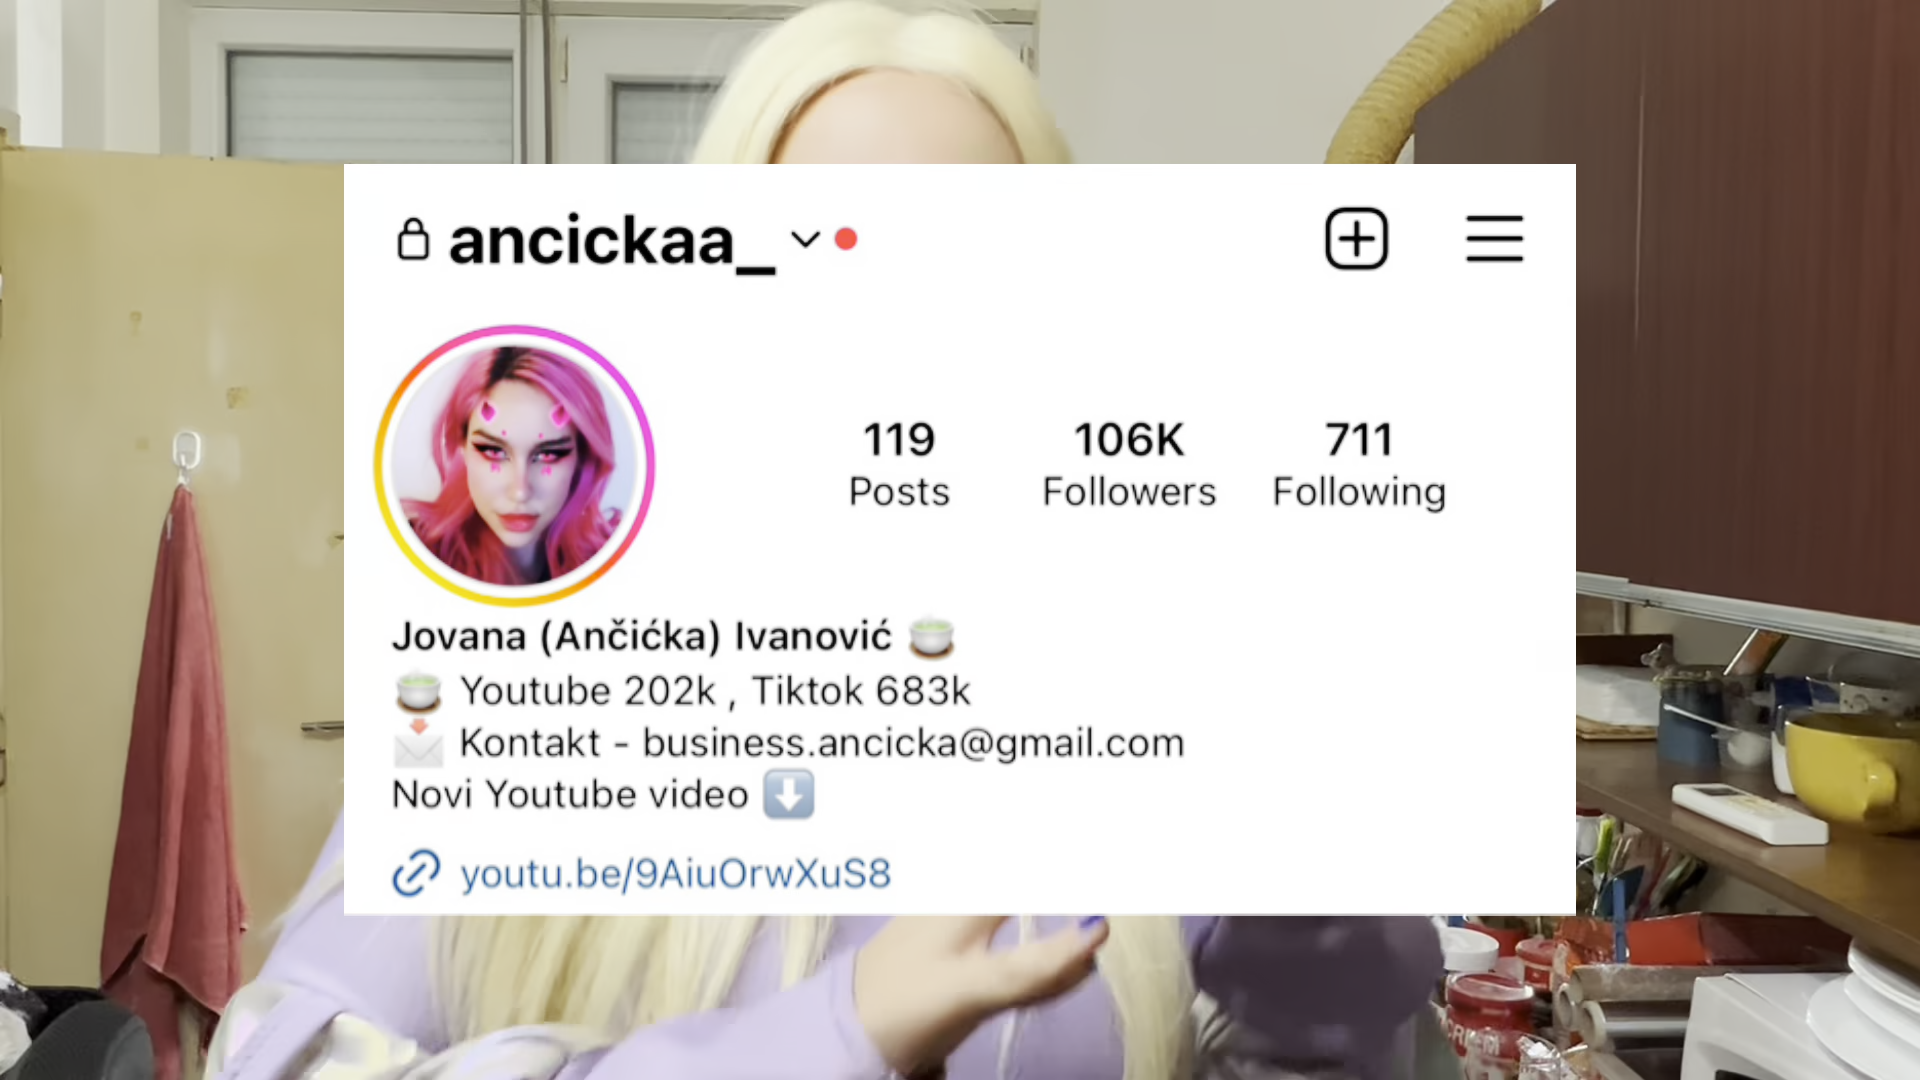 ancickaa_
119 106K 711
Posts Followers Following
Jovana (Ančićka) Ivanović
Youtube 202k , Tiktok 683k
Kontakt - business.ancicka@gmail.com
Novi Youtube video
youtu.be/9AiuOrwXuS8